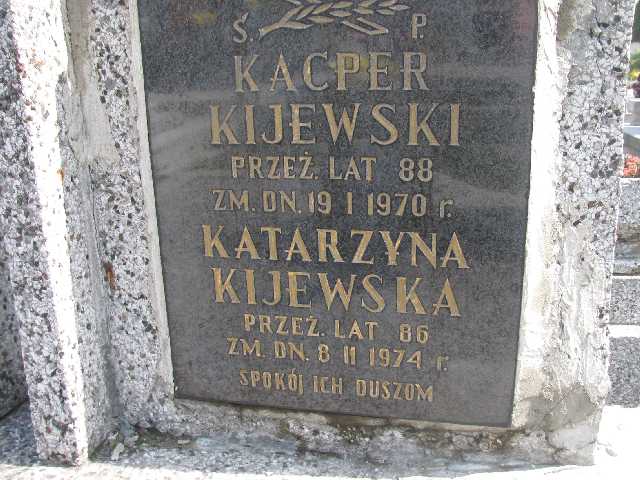 Ś. P.
KACPER
KIJEWSKI
PRZEŻ. LAT 88
ZM. DN. 19 I 1970 r.
KATARZYNA
KIJEWSKA
PRZEŻ. LAT 86
ZM. DN. 8 II 1974 r.
SPOKÓJ ICH DUSZOM